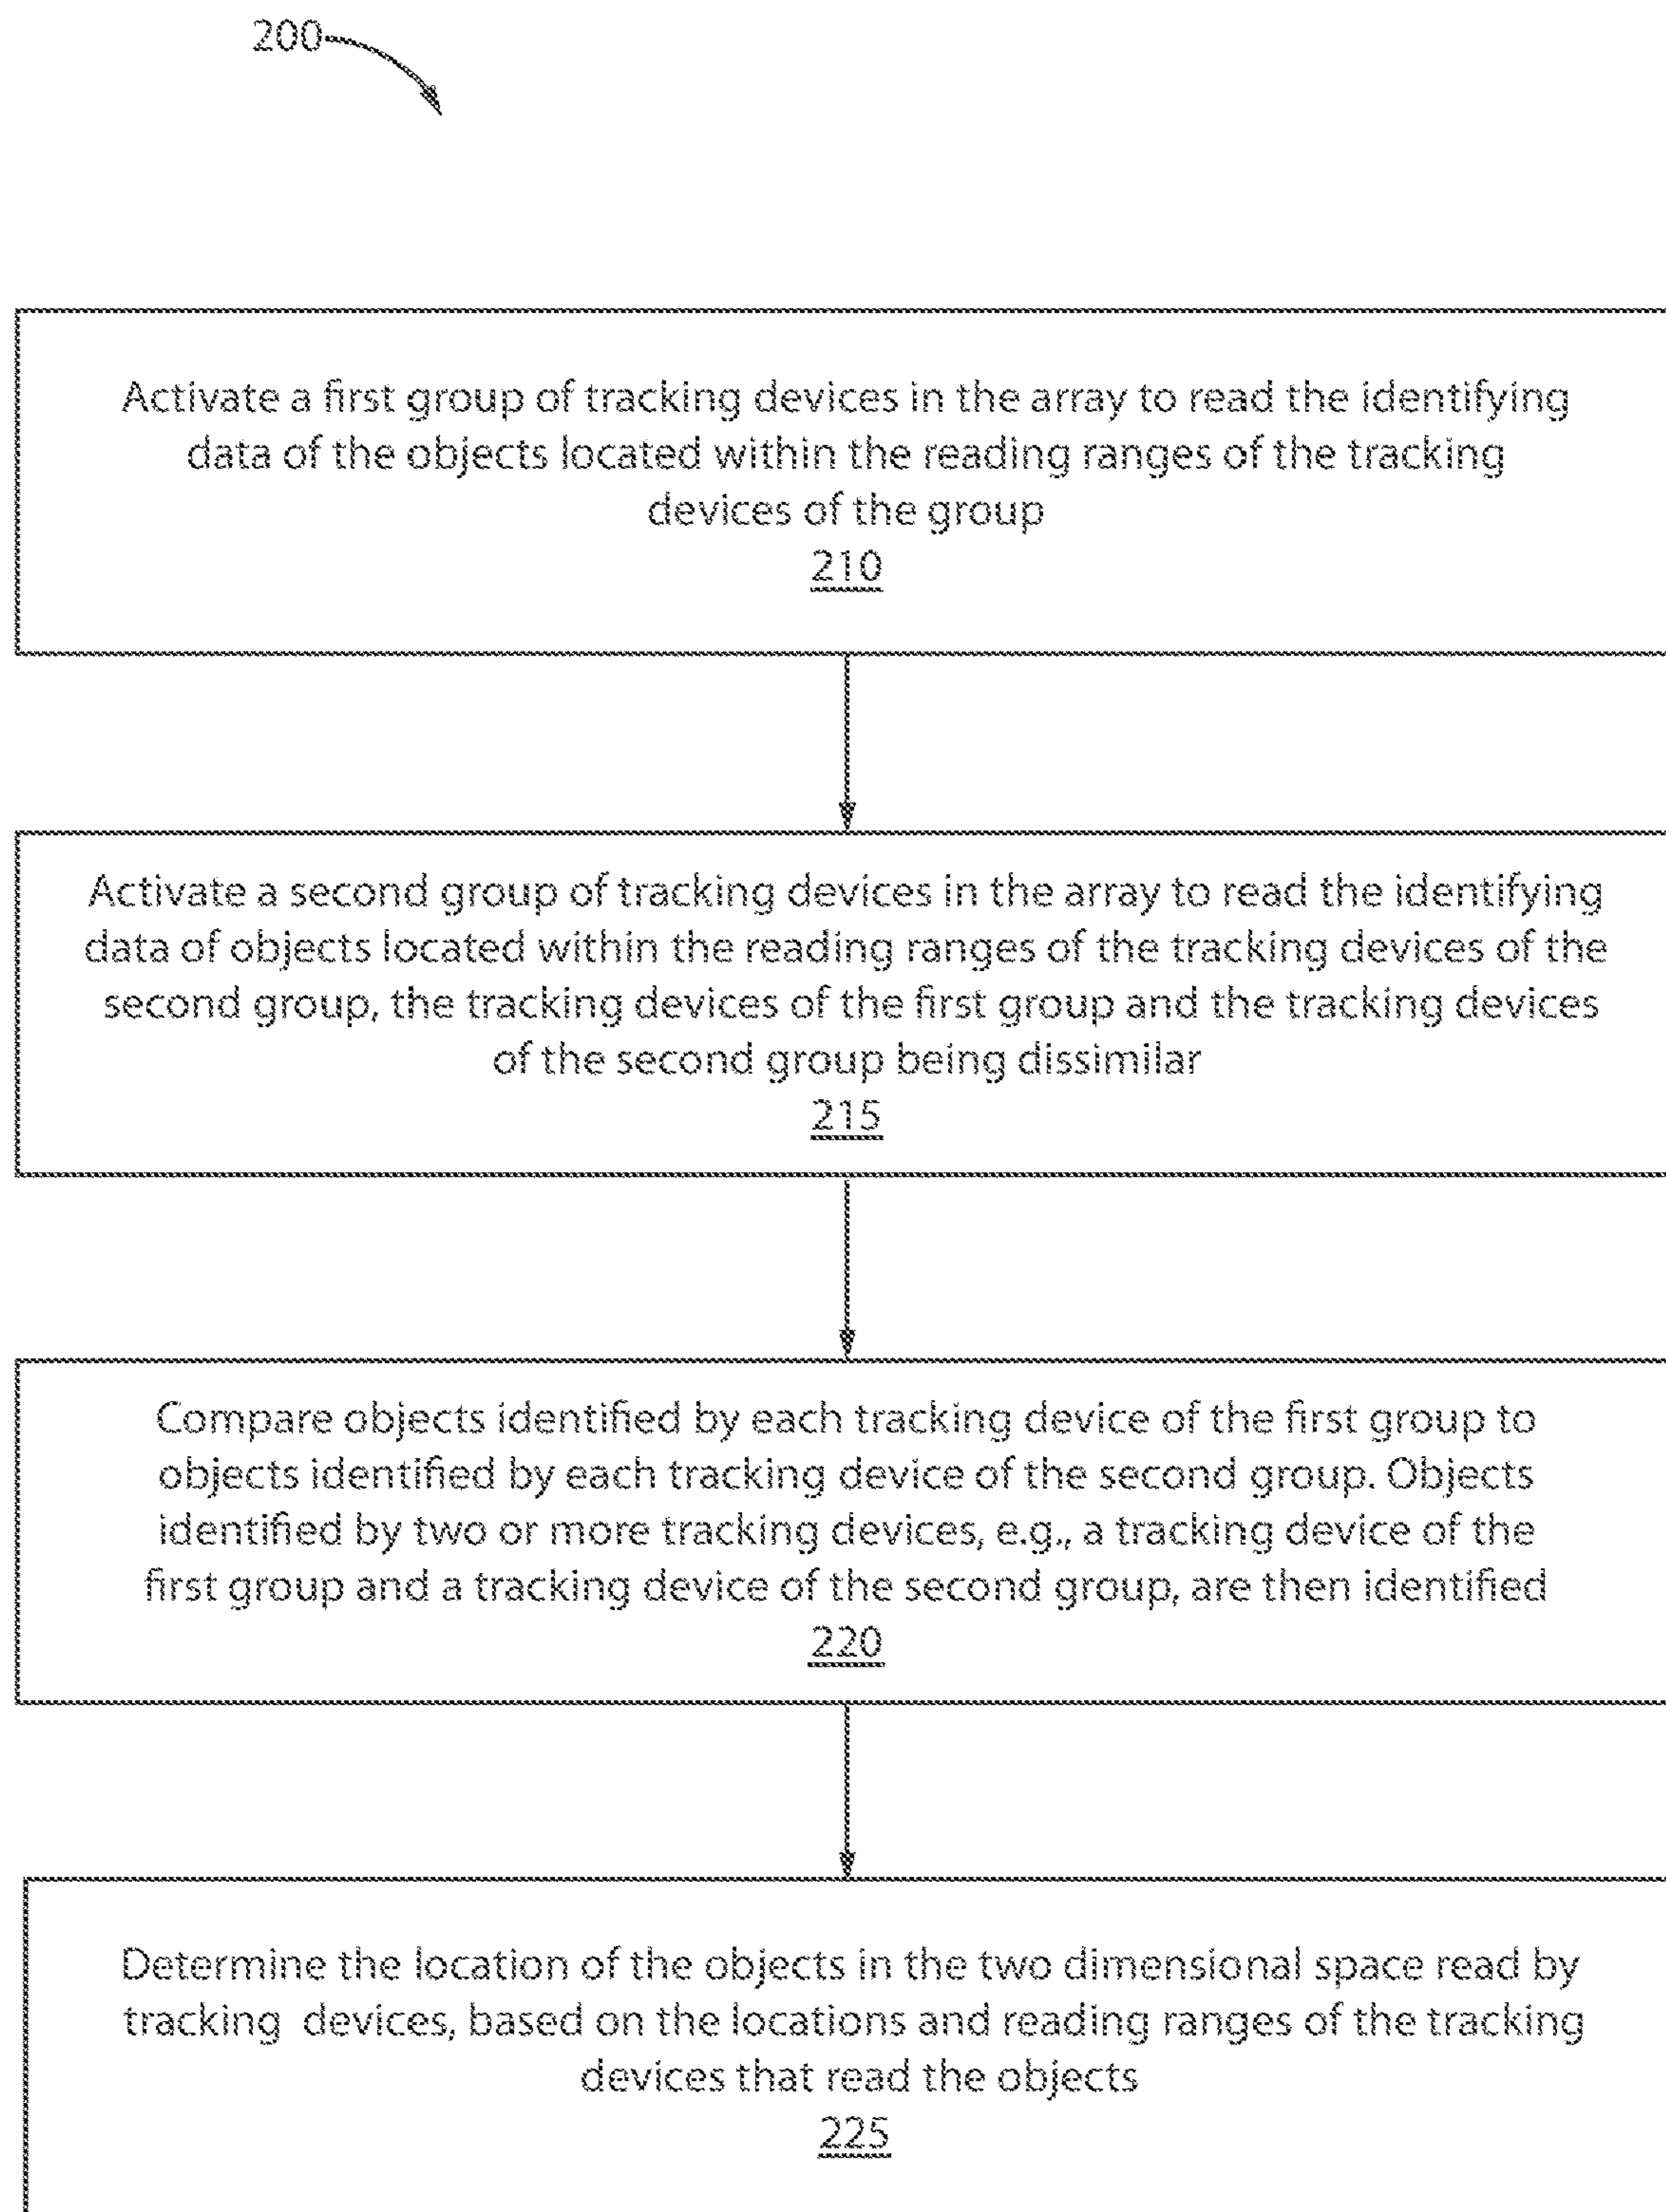 200
Activate a first group of tracking devices in the array to read the identifying
data of the objects located within the reading ranges of the tracking
devices of the group
210
Activate a second group of tracking devices in the array to read the identifying
data of objects located within the reading ranges of the tracking devices of the
second group, the tracking devices of the first group and the tracking devices
of the second group being dissimilar
215
Compare objects identified by each tracking device of the first group to
objects identified by each tracking device of the second group. Objects
identified by two or more tracking devices, e.g., a tracking device of the
first group and a tracking device of the second group, are then identified
220
Determine the location of the objects in the two dimensional space read by
tracking devices, based on the locations and reading ranges of the tracking
devices that read the objects
225